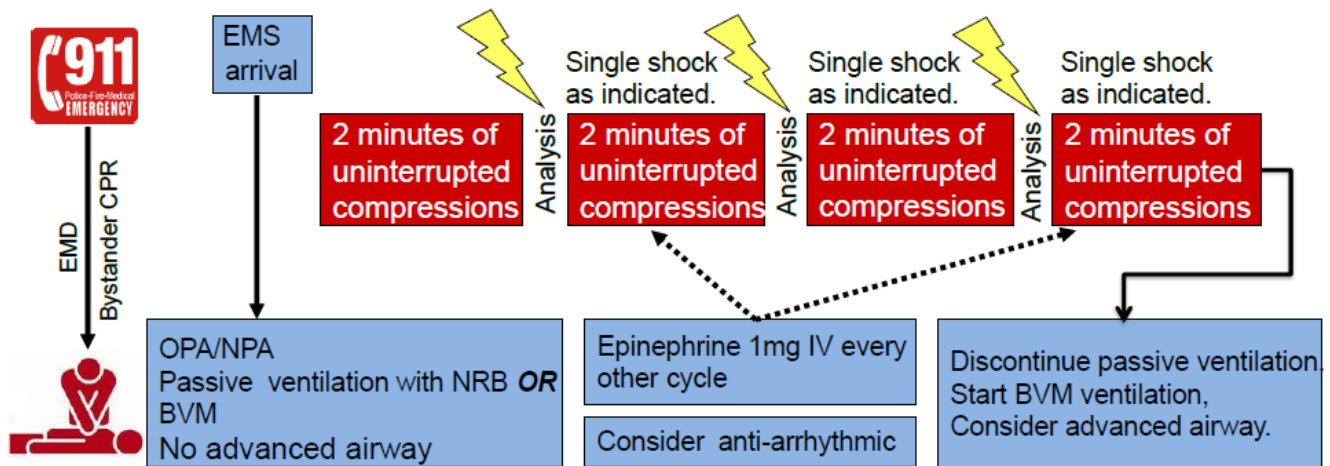 911
Police-Fire-Medical
EMERGENCY
EMD
Bystander CPR
EMS
arrival
2 minutes of
uninterrupted
compressions
Analysis
Single shock
as indicated.
2 minutes of
uninterrupted
compressions
Analysis
Single shock
as indicated.
2 minutes of
uninterrupted
compressions
Analysis
Single shock
as indicated.
2 minutes of
uninterrupted
compressions
OPA/NPA
Passive ventilation with NRB OR
BVM
No advanced airway
Epinephrine 1mg IV every
other cycle
Consider anti-arrhythmic
Discontinue passive ventilation.
Start BVM ventilation,
Consider advanced airway.